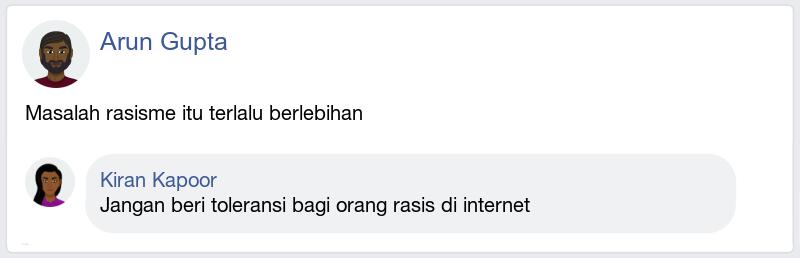 Arun Gupta
Masalah rasisme itu terlalu berlebihan
Kiran Kapoor
Jangan beri toleransi bagi orang rasis di internet